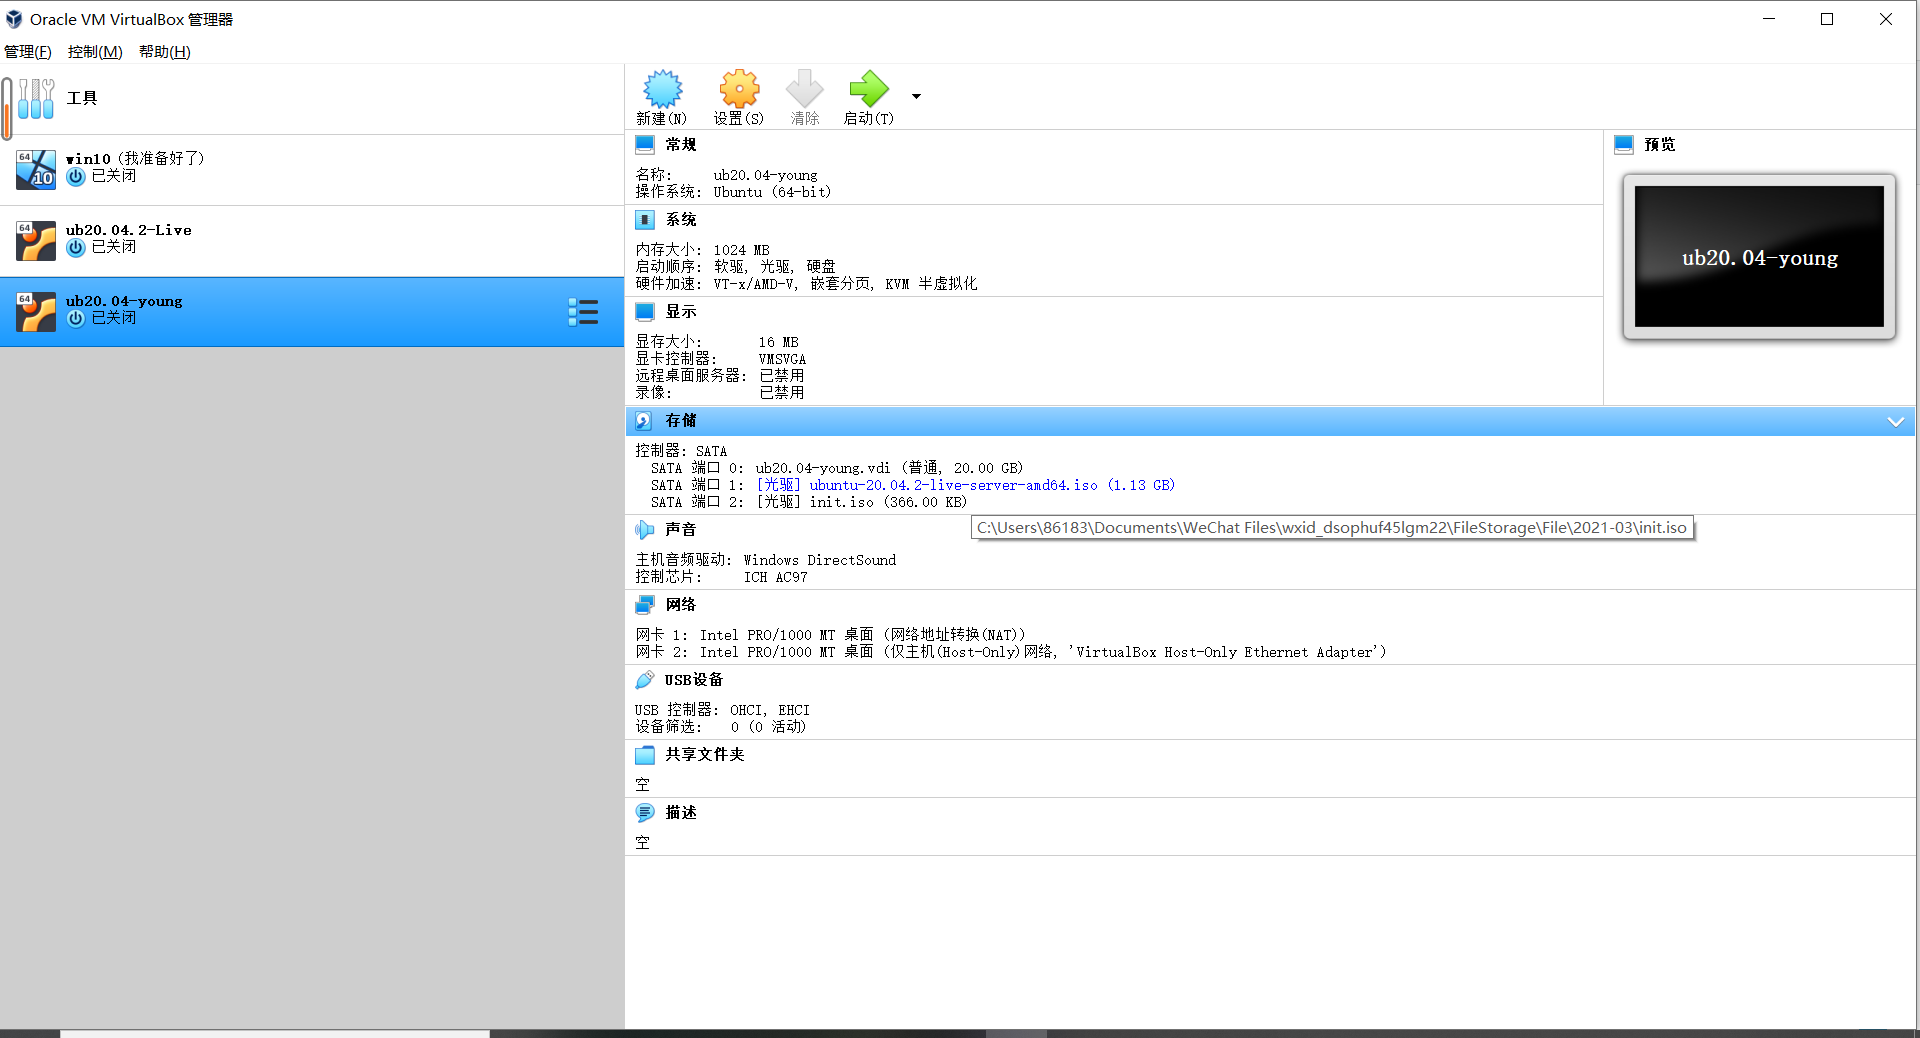 Oracle VM VirtualBox 管理器
管理(F) 控制(M) 帮助(H)
工具
64 10 win10 (我准备好了)
已关闭
64 ub20.04.2-Live
已关闭
64 ub20.04-young
已关闭
新建(N) 设置(S) 清除 启动(T)
常规
名称: ub20.04-young
操作系统: Ubuntu (64-bit)
系统
内存大小: 1024 MB
启动顺序: 软驱, 光驱, 硬盘
硬件加速: VT-x/AMD-V, 嵌套分页, KVM 半虚拟化
显示
显存大小: 16 MB
显卡控制器: VMSVGA
远程桌面服务器: 已禁用
录像: 已禁用
预览
ub20.04-young
存储
控制器: SATA
SATA 端口 0: ub20.04-young.vdi (普通, 20.00 GB)
SATA 端口 1: [光驱] ubuntu-20.04.2-live-server-amd64.iso (1.13 GB)
SATA 端口 2: [光驱] init.iso (366.00 KB)
C:\Users\86183\Documents\WeChat Files\wxid_dsophuf45lgm22\FileStorage\File\2021-03\init.iso
声音
主机音频驱动: Windows DirectSound
控制芯片: ICH AC97
网络
网卡 1: Intel PRO/1000 MT 桌面 (网络地址转换(NAT))
网卡 2: Intel PRO/1000 MT 桌面 (仅主机(Host-Only)网络, 'VirtualBox Host-Only Ethernet Adapter')
USB设备
USB 控制器: OHCI, EHCI
设备筛选: 0 (0 活动)
共享文件夹
空
描述
空